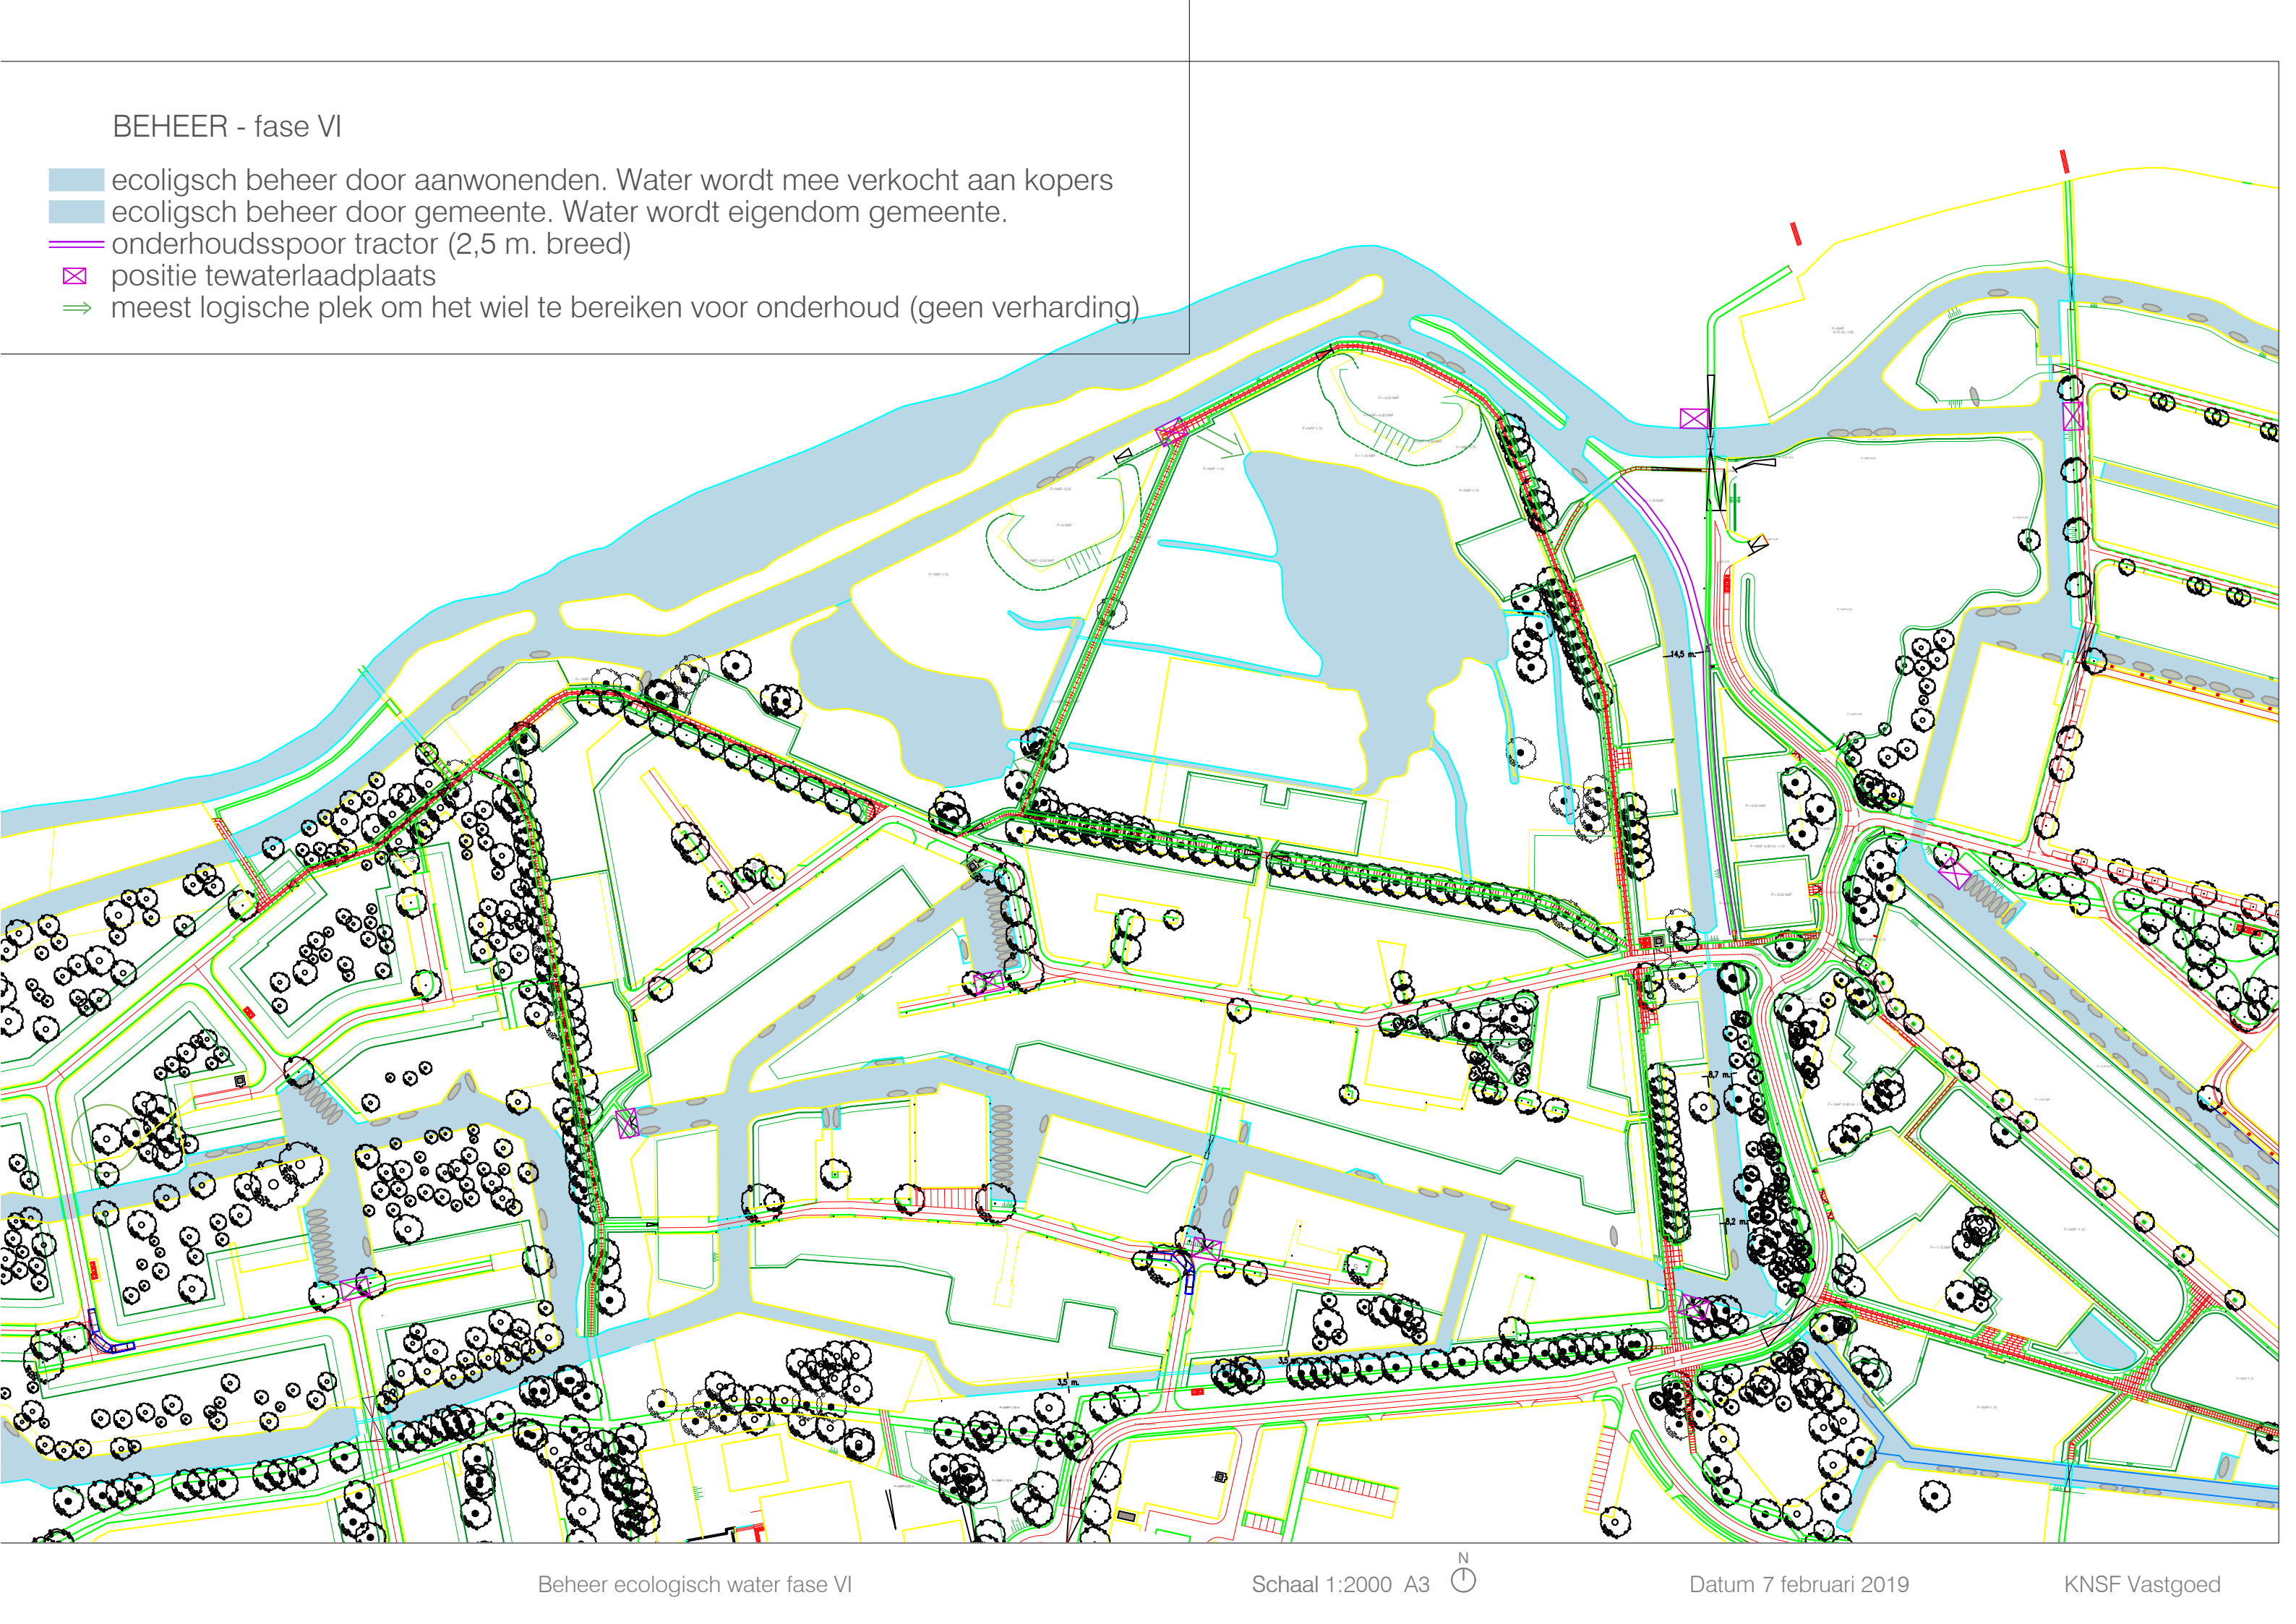 BEHEER - fase VI
ecoligsch beheer door aanwonenden. Water wordt mee verkocht aan kopers
ecoligsch beheer door gemeente. Water wordt eigendom gemeente.
onderhoudsspoor tractor (2,5 m. breed)
positie tewaterlaadplaats
meest logische plek om het wiel te bereiken voor onderhoud (geen verharding)
14,5 m.
8,7 m.
8,2 m.
3,5 m.
3,5 m.
N
Beheer ecologisch water fase VI
Schaal 1:2000 A3
Datum 7 februari 2019
KNSF Vastgoed